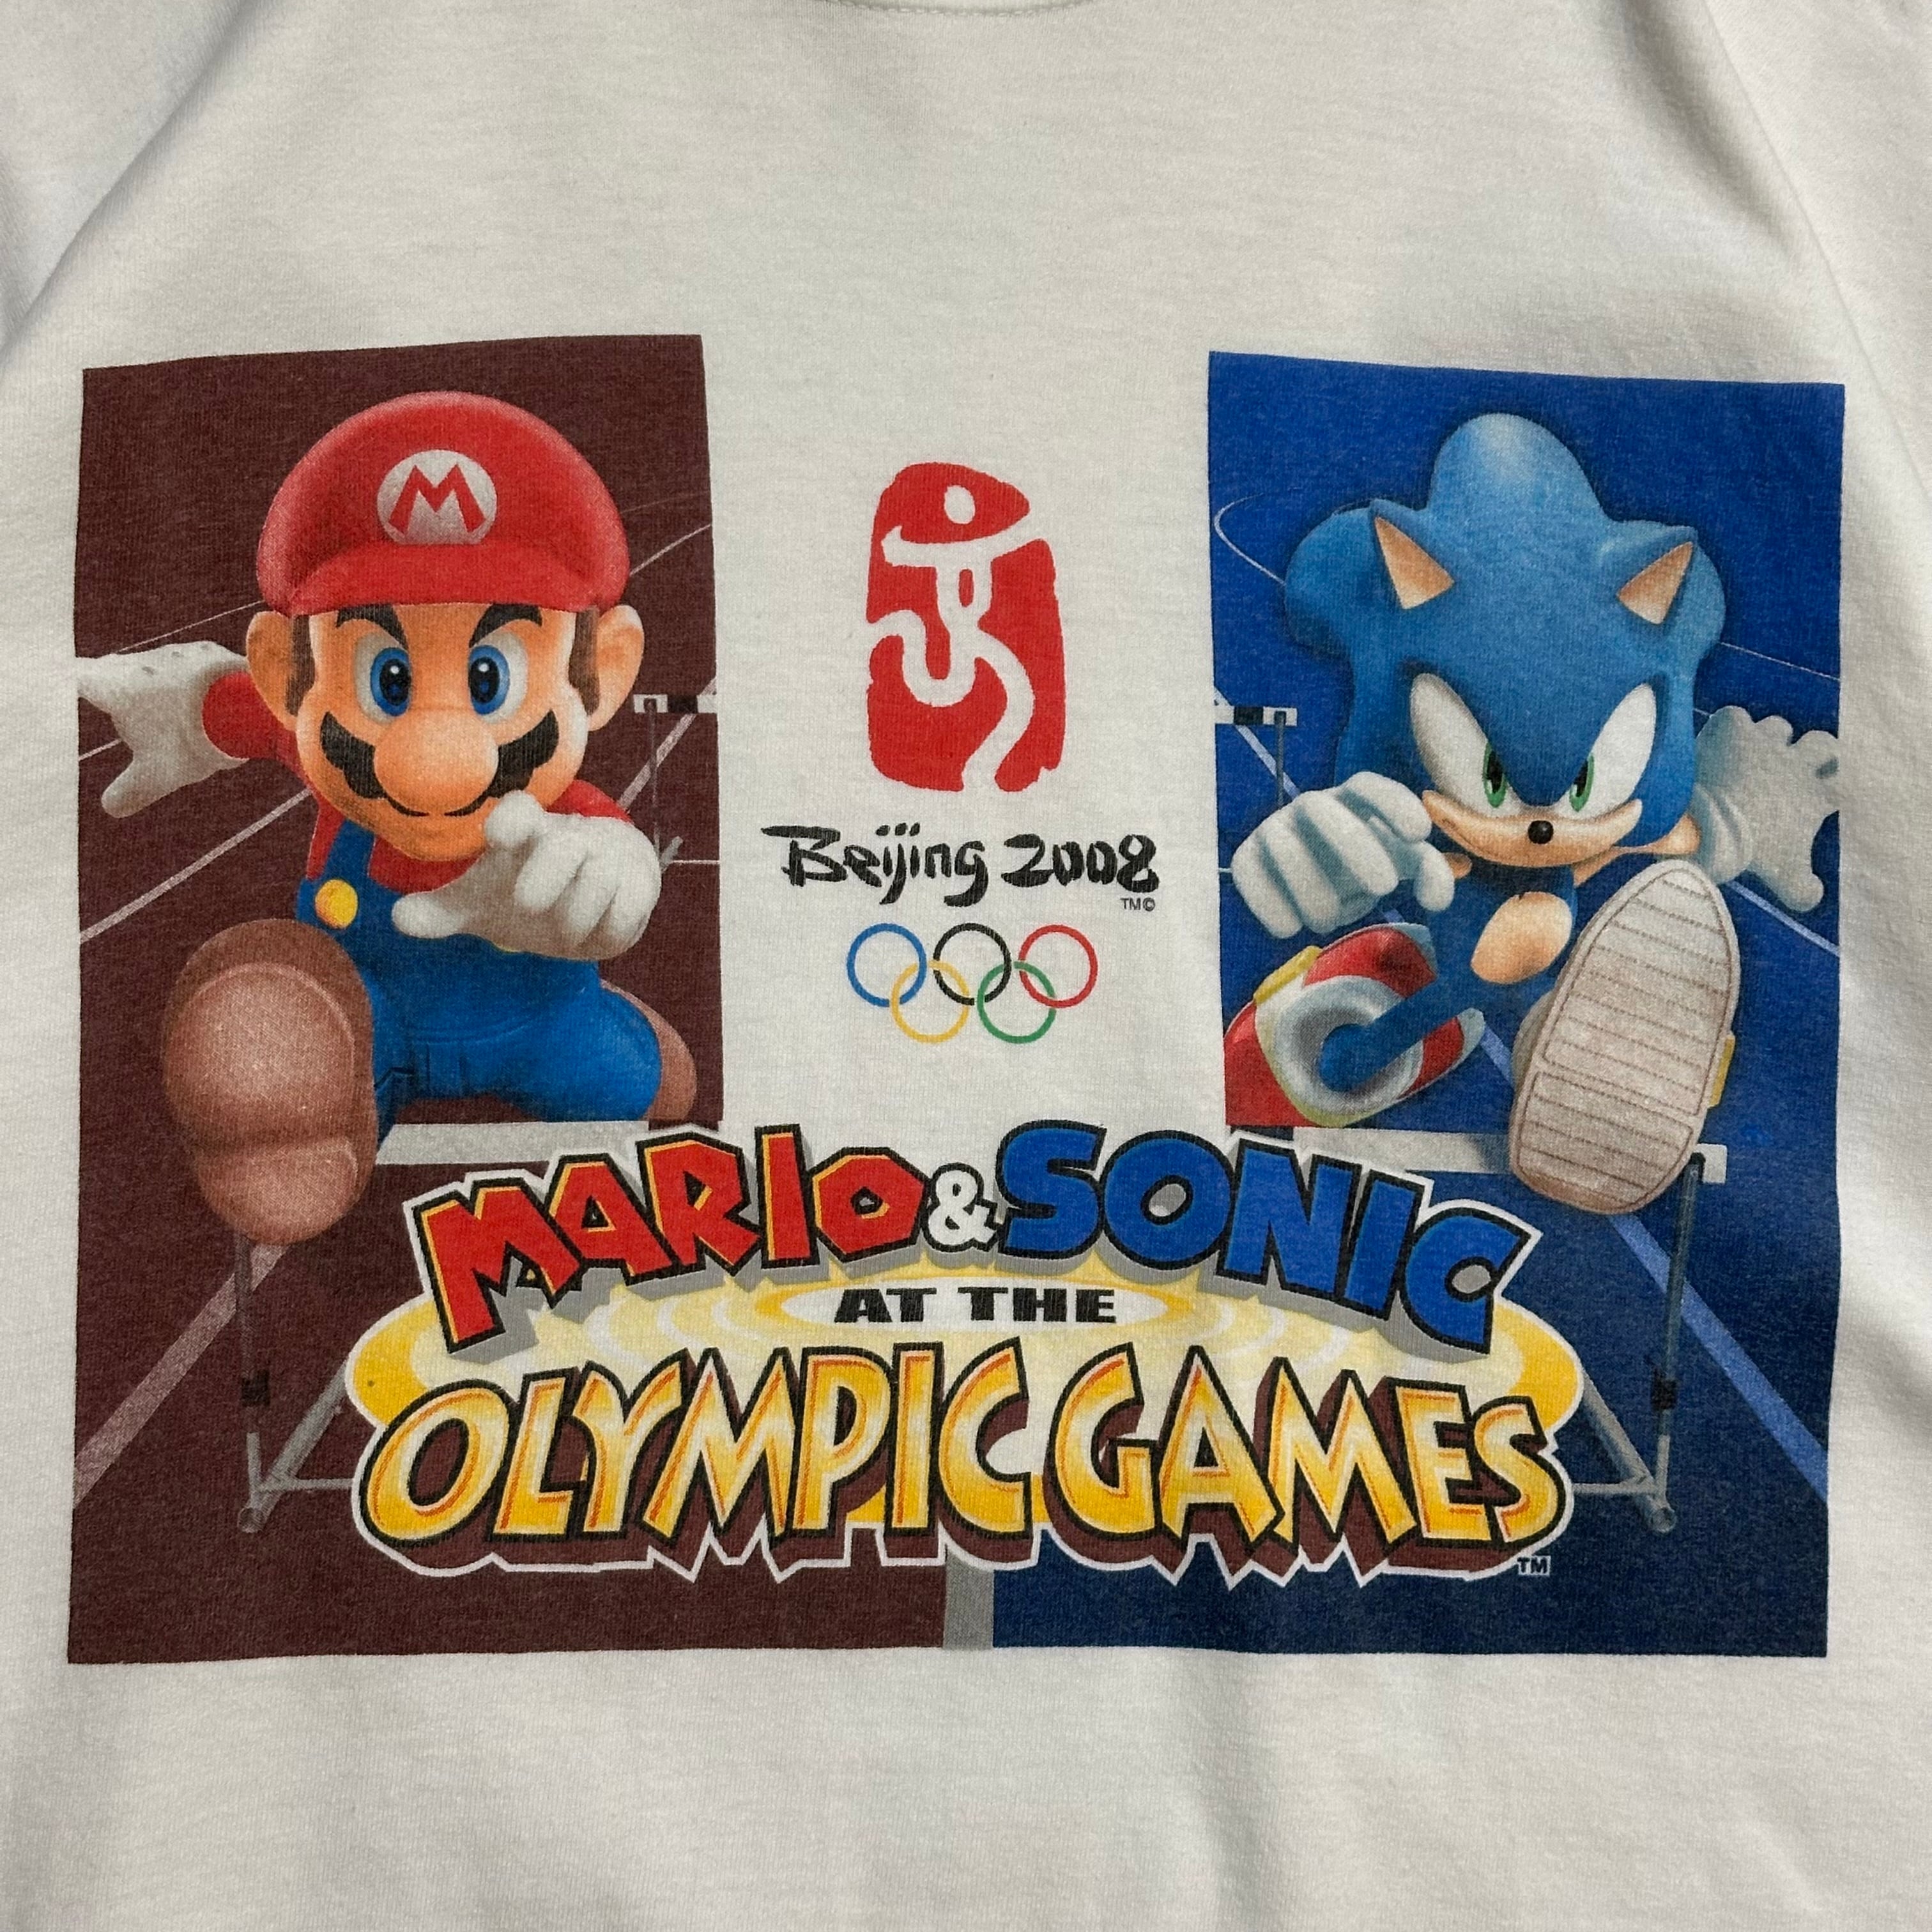 M
Beijing 2008
TM©
MARIO & SONIC
AT THE
OLYMPIC GAMES
TM